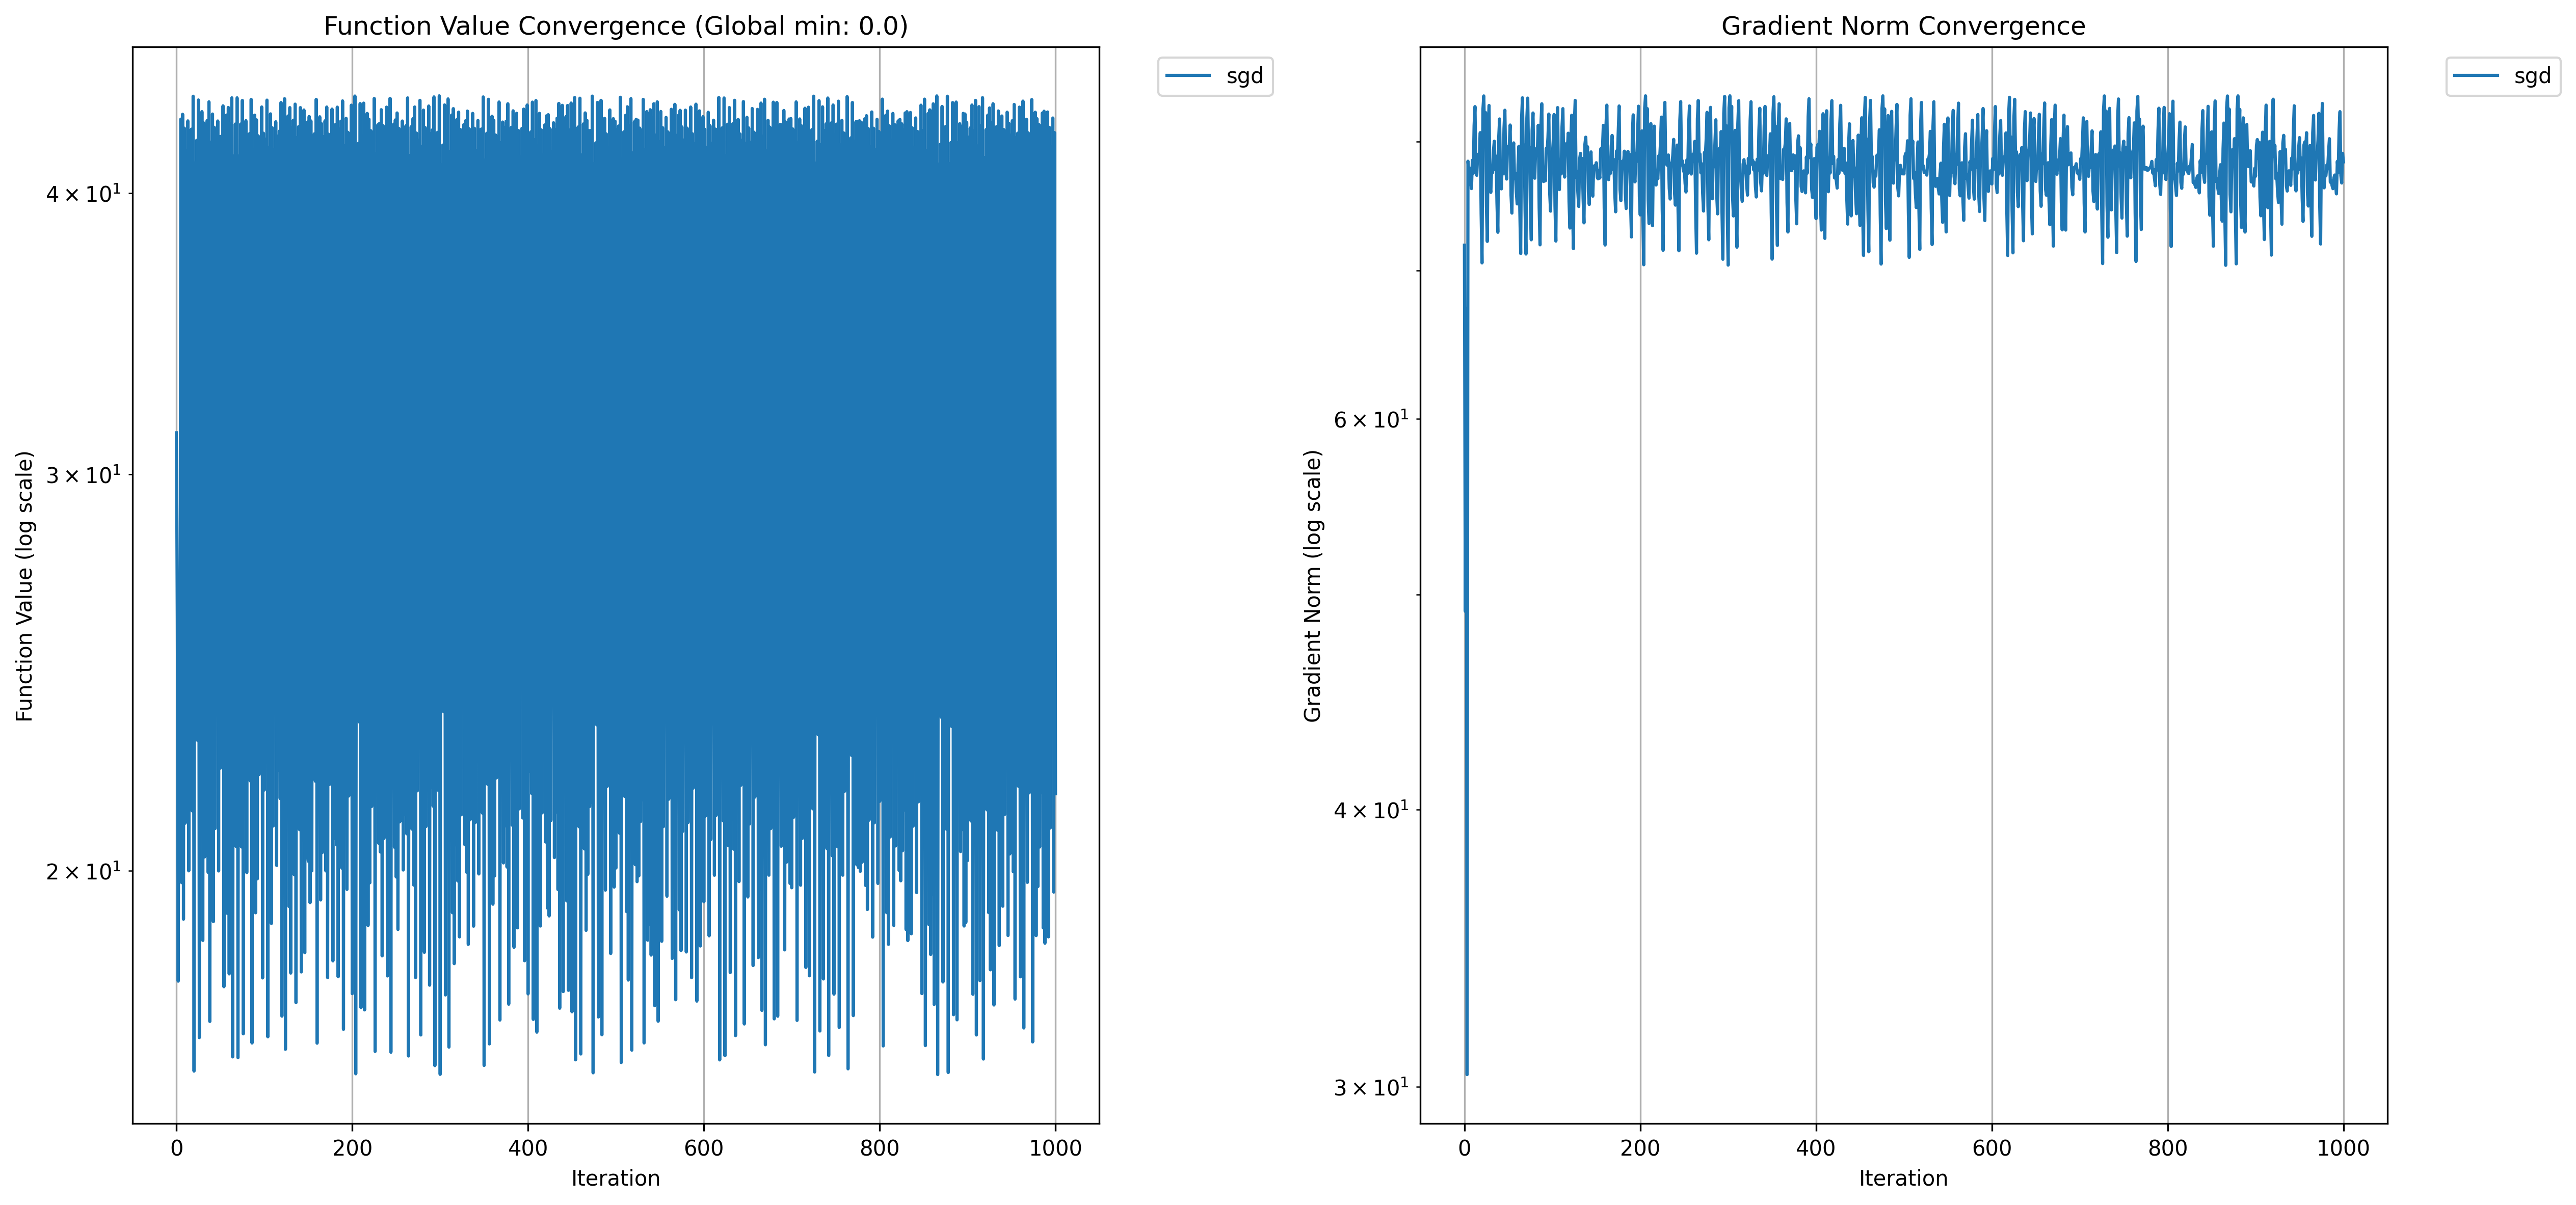 Function Value Convergence (Global min: 0.0)
sgd
4 × 10¹
3 × 10¹
2 × 10¹
Function Value (log scale)
0 200 400 600 800 1000
Iteration
Gradient Norm Convergence
sgd
6 × 10¹
4 × 10¹
3 × 10¹
Gradient Norm (log scale)
0 200 400 600 800 1000
Iteration